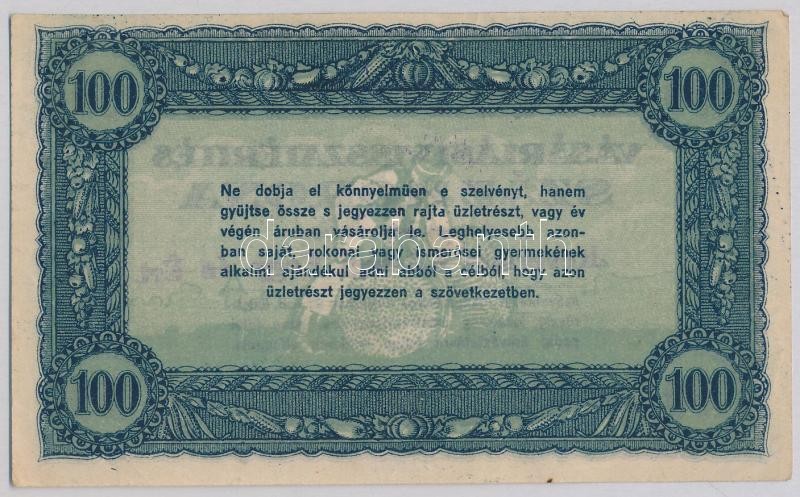 100 100
Ne dobja el könnyelmüen e szelvényt, hanem
gyüjtse össze s jegyezzen rajta üzletrészt, vagy év
végén áruban vásárolja le. Leghelyesebb azon-
ban saját, rokonai vagy ismerősei gyermekének
alkalmi ajándékul adni abból a célból, hogy azon
üzletrészt jegyezzen a szövetkezetben.
darabanth
100 100